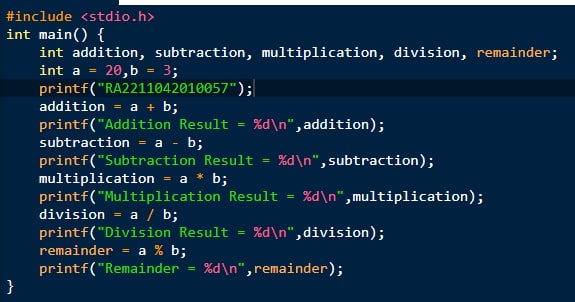 #include <stdio.h>
int main() {
    int addition, subtraction, multiplication, division, remainder;
    int a = 20,b = 3;
    printf("RA2211042010057");
    addition = a + b;
    printf("Addition Result = %d\n",addition);
    subtraction = a - b;
    printf("Subtraction Result = %d\n",subtraction);
    multiplication = a * b;
    printf("Multiplication Result = %d\n",multiplication);
    division = a / b;
    printf("Division Result = %d\n",division);
    remainder = a % b;
    printf("Remainder = %d\n",remainder);
}